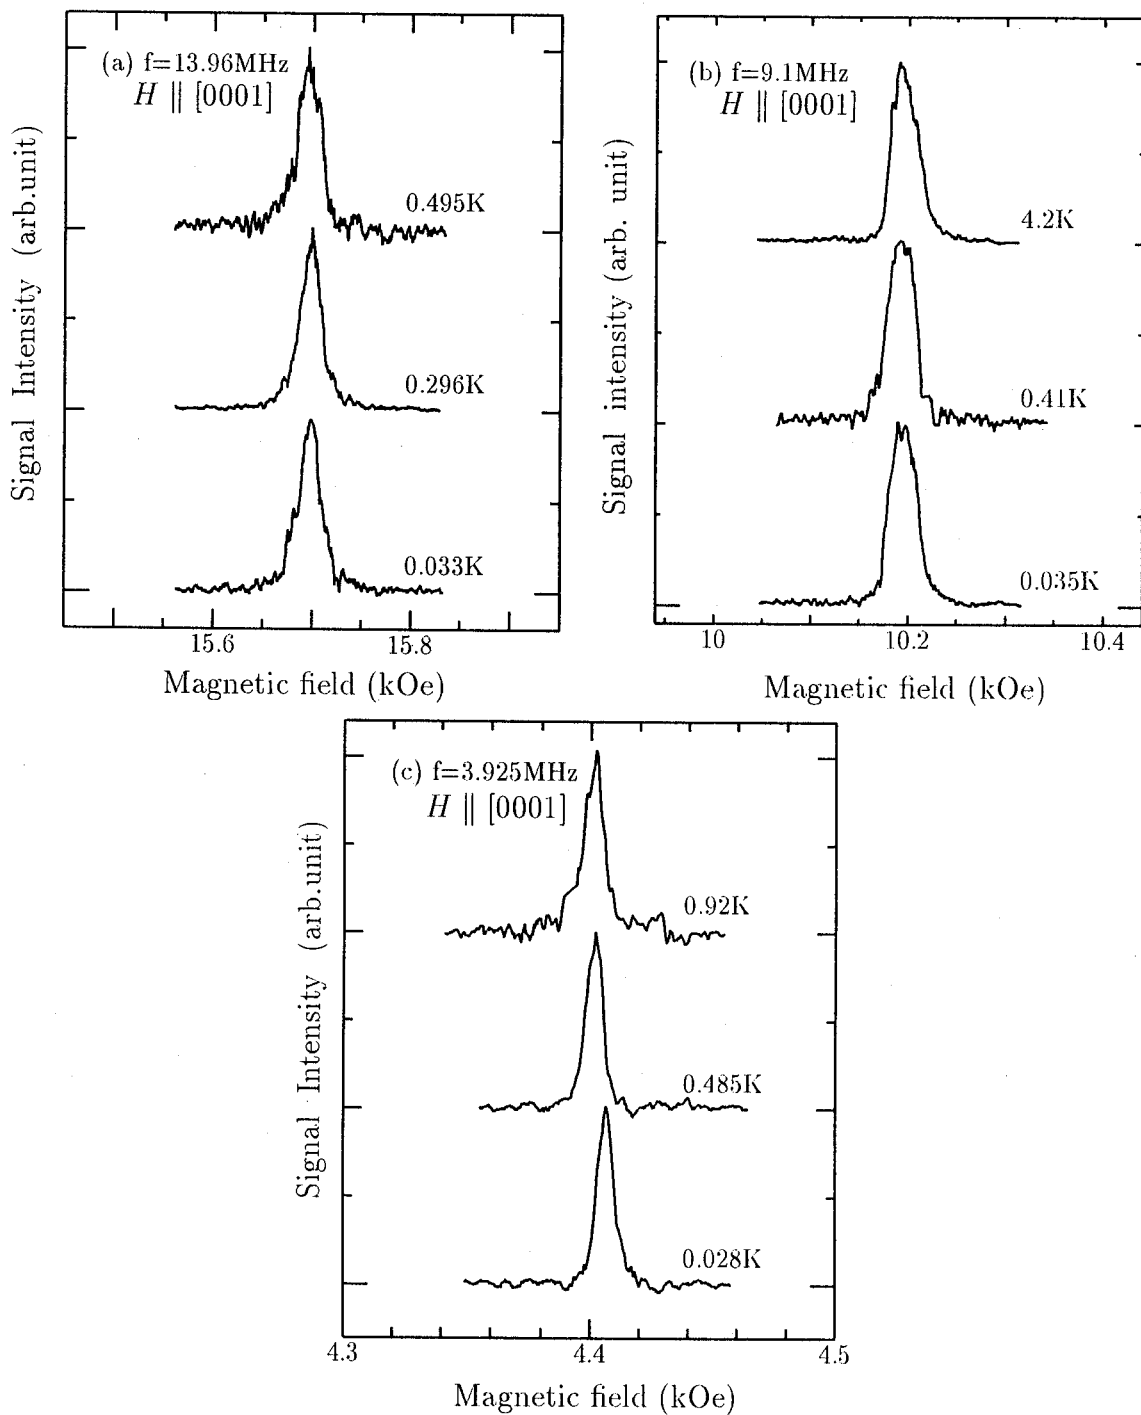 (a) f=13.96MHz
H ∥ [0001]
0.495K
0.296K
0.033K
Signal Intensity (arb.unit)
15.6 15.8
Magnetic field (kOe)
(b) f=9.1MHz
H ∥ [0001]
4.2K
0.41K
0.035K
Signal intensity (arb. unit)
10 10.2 10.4
Magnetic field (kOe)
(c) f=3.925MHz
H ∥ [0001]
0.92K
0.485K
0.028K
Signal Intensity (arb.unit)
4.3 4.4 4.5
Magnetic field (kOe)